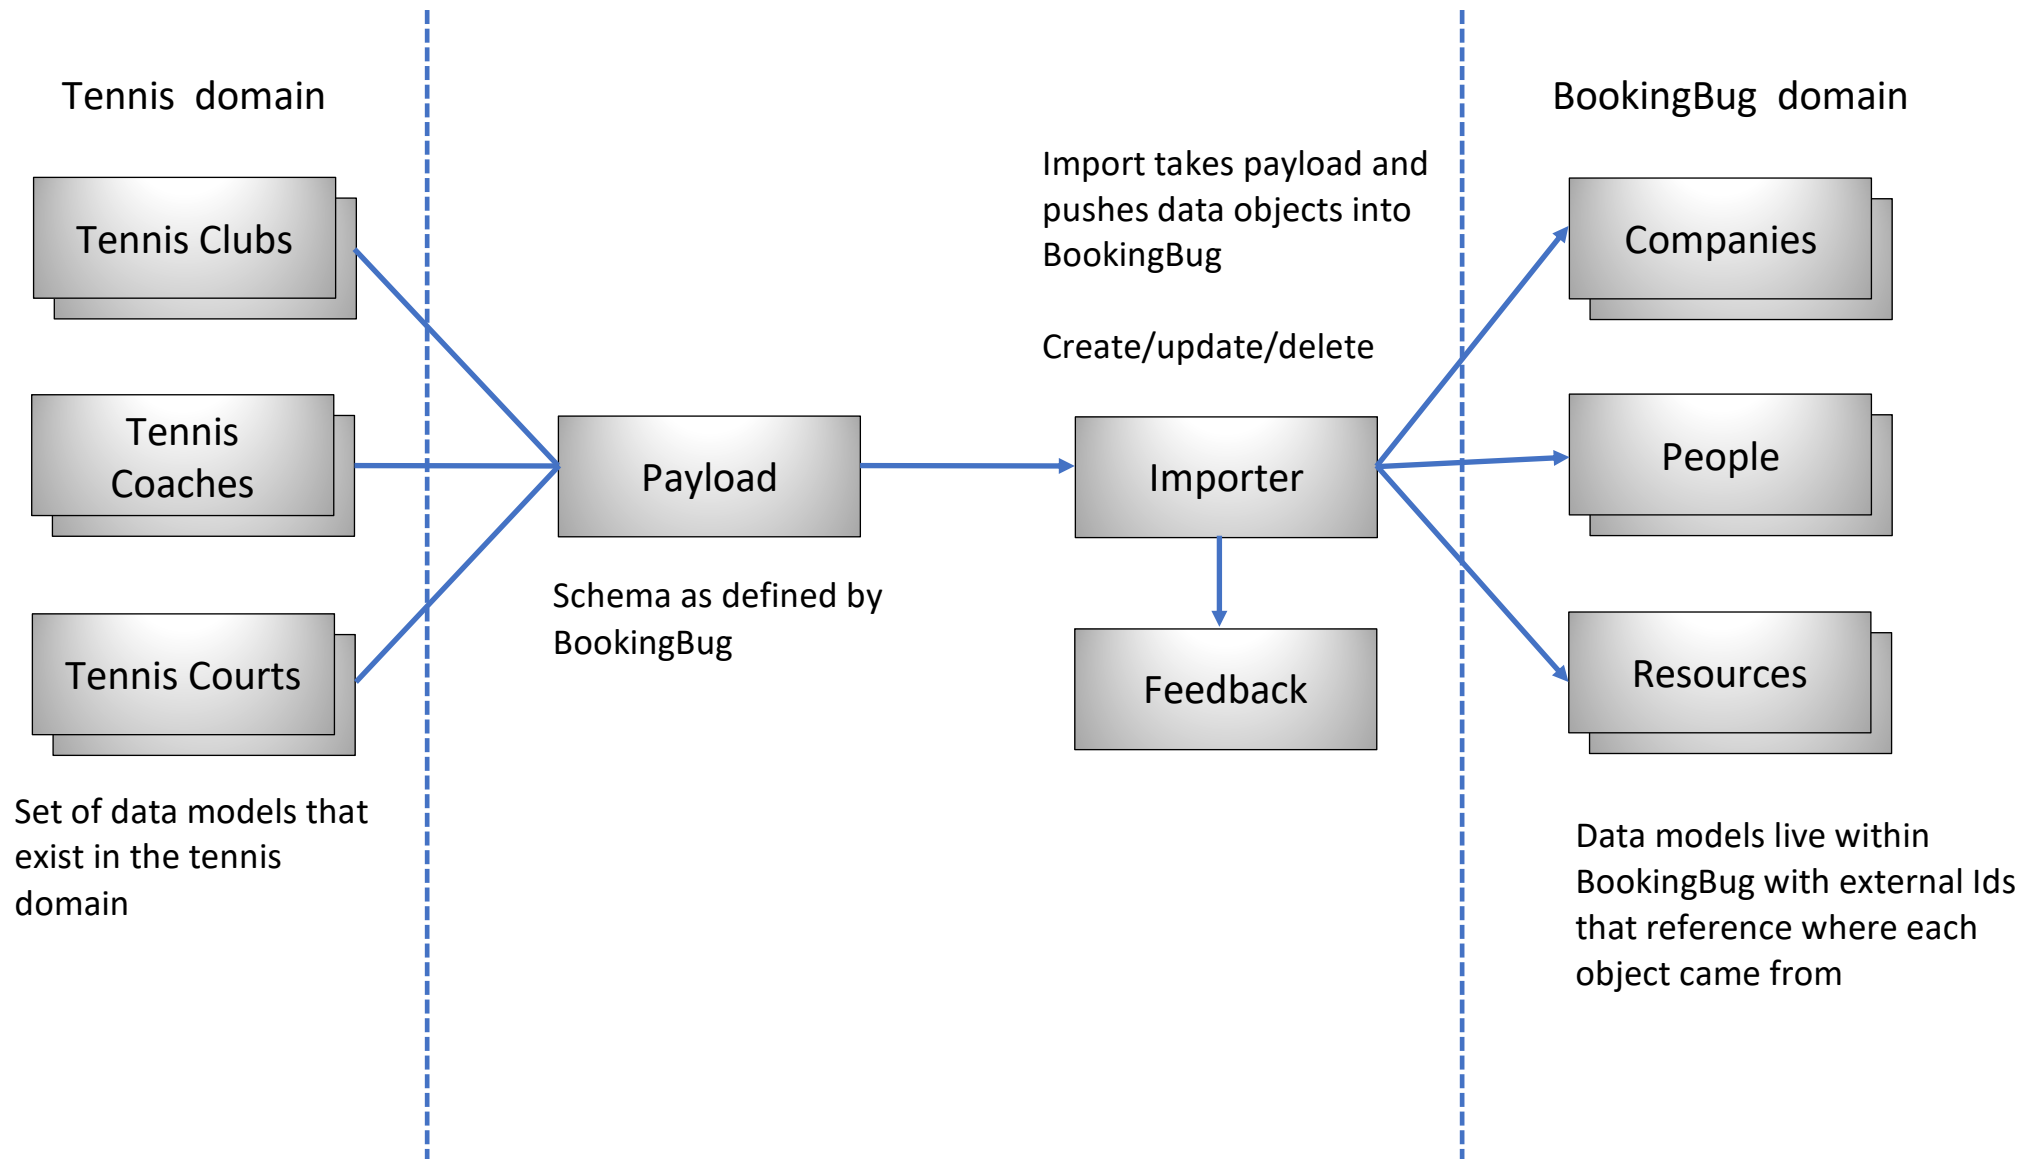 Tennis domain
Tennis Clubs
Tennis
Coaches
Tennis Courts
Set of data models that
exist in the tennis
domain
Payload
Schema as defined by
BookingBug
Import takes payload and
pushes data objects into
BookingBug
Create/update/delete
Importer
Feedback
BookingBug domain
Companies
People
Resources
Data models live within
BookingBug with external Ids
that reference where each
object came from